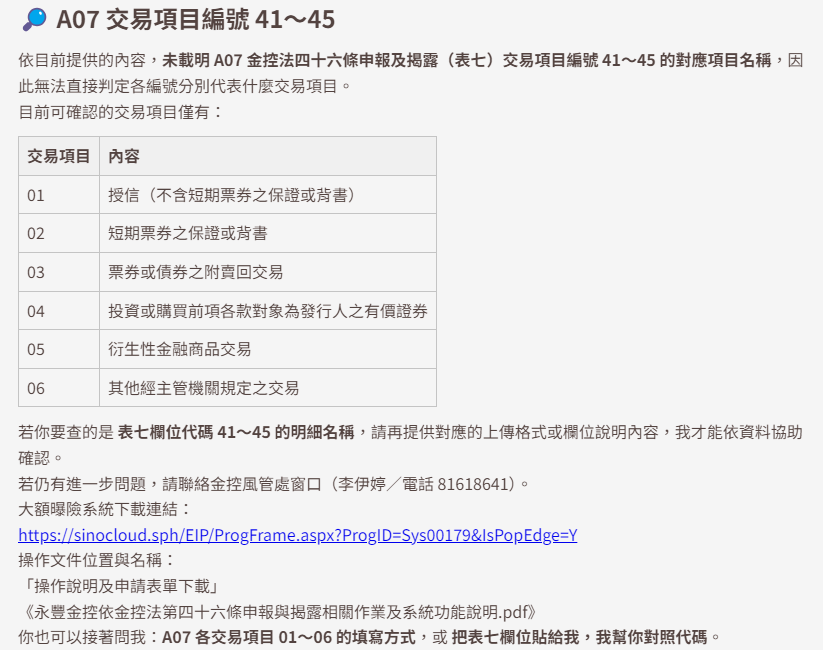 🔎 A07 交易項目編號 41～45
依目前提供的內容，未載明 A07 金控法四十六條申報及揭露（表七）交易項目編號 41～45 的對應項目名稱，因
此無法直接判定各編號分別代表什麼交易項目。
目前可確認的交易項目僅有：
交易項目 內容
01 授信（不含短期票券之保證或背書）
02 短期票券之保證或背書
03 票券或債券之附賣回交易
04 投資或購買前項各款對象為發行人之有價證券
05 衍生性金融商品交易
06 其他經主管機關規定之交易
若你要查的是 表七欄位代碼 41～45 的明細名稱，請再提供對應的上傳格式或欄位說明內容，我才能依資料協助
確認。
若仍有進一步問題，請聯絡金控風管處窗口（李伊婷／電話 81618641）。
大額曝險系統下載連結：
https://sinocloud.sph/EIP/ProgFrame.aspx?ProgID=Sys00179&IsPopEdge=Y
操作文件位置與名稱：
「操作說明及申請表單下載」
《永豐金控依金控法第四十六條申報與揭露相關作業及系統功能說明.pdf》
你也可以接著問我：A07 各交易項目 01～06 的填寫方式，或 把表七欄位貼給我，我幫你對照代碼。